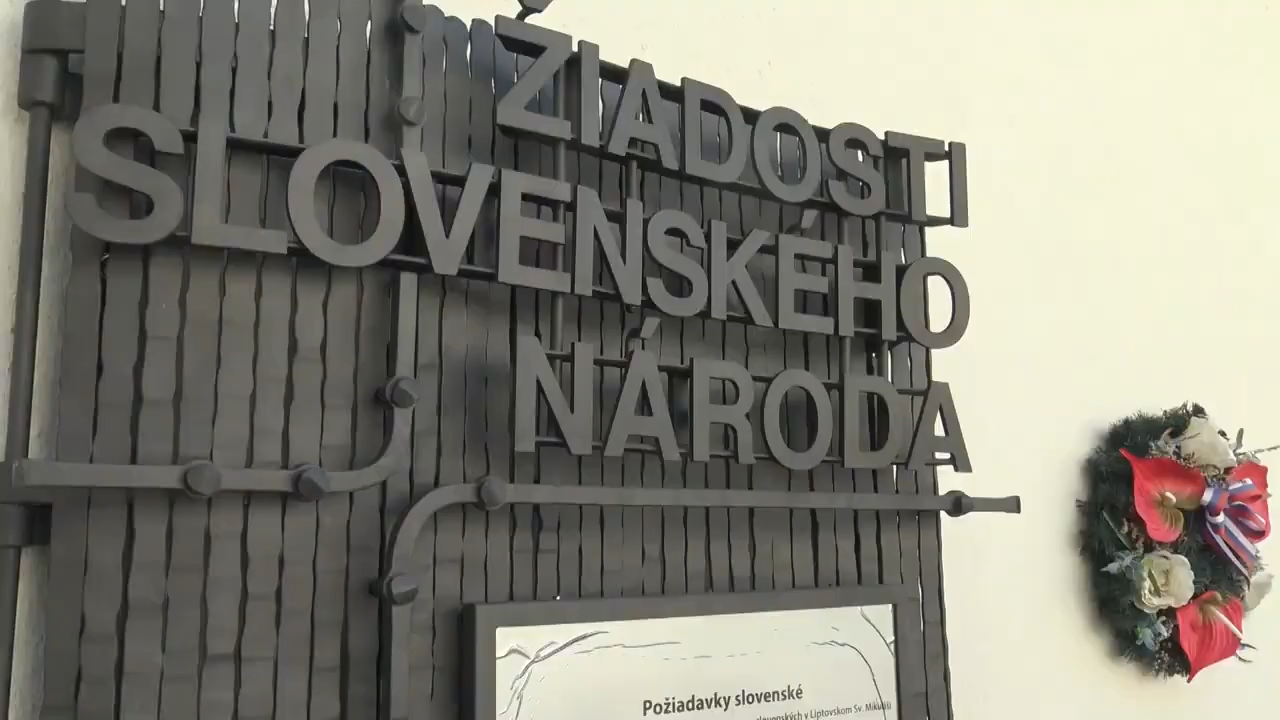 ŽIADOSTI
SLOVENSKÉHO
NÁRODA
Požiadavky slovenské
slovenských v Liptovskom Sv. Mikuláši